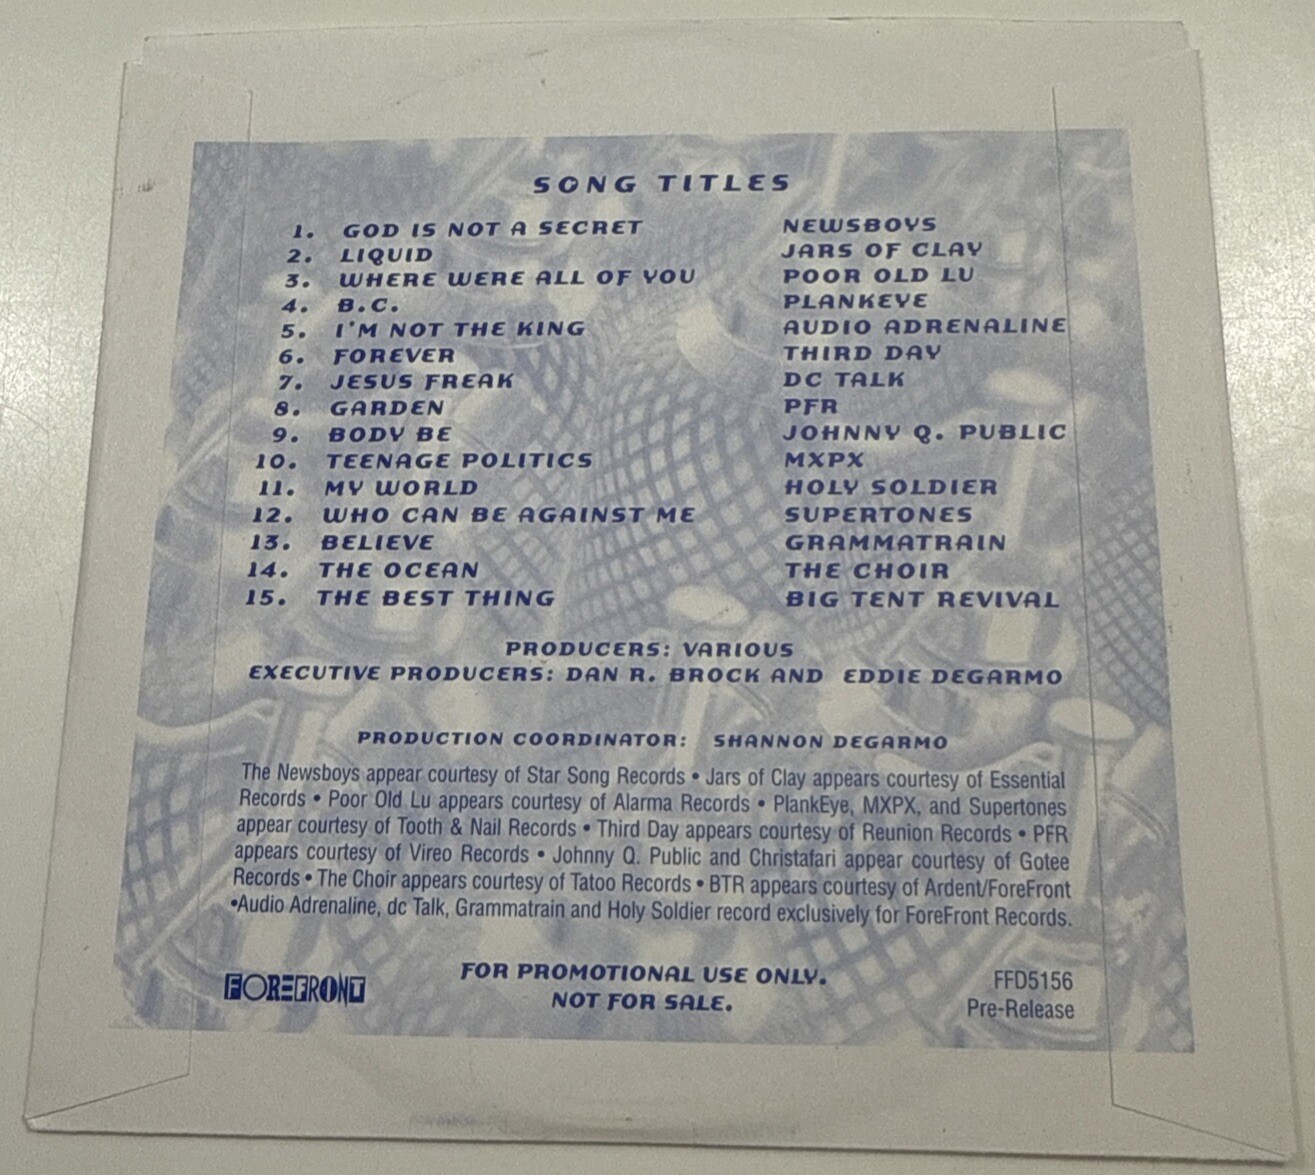 SONG TITLES
1. GOD IS NOT A SECRET NEWSBOYS
2. LIQUID JARS OF CLAY
3. WHERE WERE ALL OF YOU POOR OLD LU
4. B.C. PLANKEYE
5. I'M NOT THE KING AUDIO ADRENALINE
6. FOREVER THIRD DAY
7. JESUS FREAK DC TALK
8. GARDEN PFR
9. BODY BE JOHNNY Q. PUBLIC
10. TEENAGE POLITICS MXPX
11. MY WORLD HOLY SOLDIER
12. WHO CAN BE AGAINST ME SUPERTONES
13. BELIEVE GRAMMATRAIN
14. THE OCEAN THE CHOIR
15. THE BEST THING BIG TENT REVIVAL
PRODUCERS: VARIOUS
EXECUTIVE PRODUCERS: DAN R. BROCK AND EDDIE DEGARMO
PRODUCTION COORDINATOR: SHANNON DEGARMO
The Newsboys appear courtesy of Star Song Records • Jars of Clay appears courtesy of Essential
Records • Poor Old Lu appears courtesy of Alarma Records • PlankEye, MXPX, and Supertones
appear courtesy of Tooth & Nail Records • Third Day appears courtesy of Reunion Records • PFR
appears courtesy of Vireo Records • Johnny Q. Public and Christafari appear courtesy of Gotee
Records • The Choir appears courtesy of Tatoo Records • BTR appears courtesy of Ardent/ForeFront
•Audio Adrenaline, dc Talk, Grammatrain and Holy Soldier record exclusively for ForeFront Records.
FOREFRONT
FOR PROMOTIONAL USE ONLY.
NOT FOR SALE.
FFD5156
Pre-Release